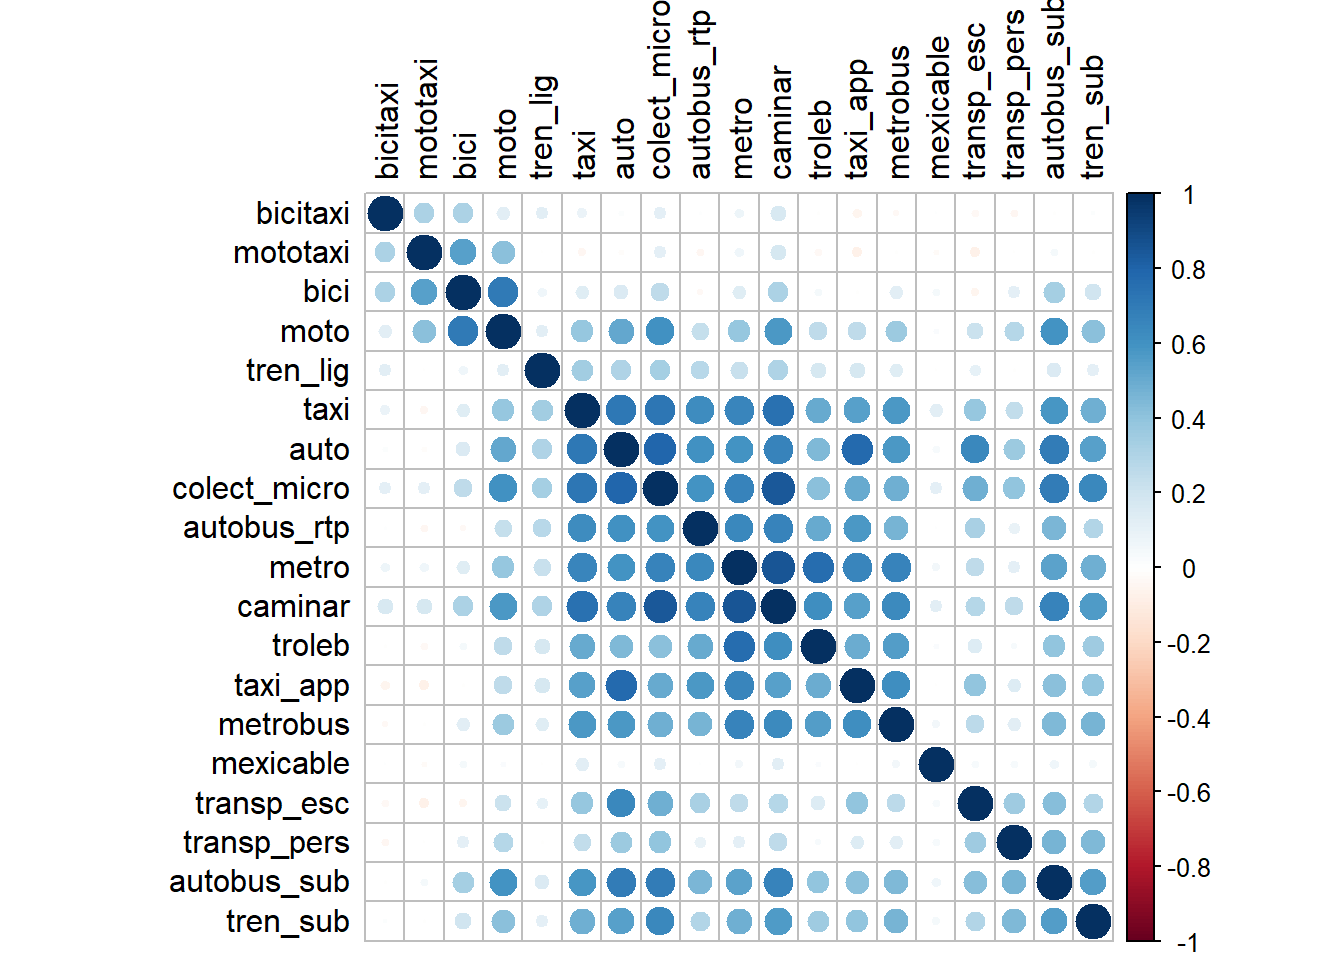 bicitaxi
mototaxi
bici
moto
tren_lig
taxi
auto
colect_micro
autobus_rtp
metro
caminar
troleb
taxi_app
metrobus
mexicable
transp_esc
transp_pers
autobus_sub
tren_sub
bicitaxi
mototaxi
bici
moto
tren_lig
taxi
auto
colect_micro
autobus_rtp
metro
caminar
troleb
taxi_app
metrobus
mexicable
transp_esc
transp_pers
autobus_sub
tren_sub
1
0.8
0.6
0.4
0.2
0
-0.2
-0.4
-0.6
-0.8
-1